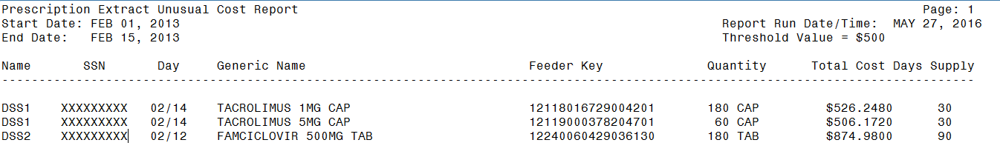 Prescription Extract Unusual Cost Report Page: 1
Start Date: FEB 01, 2013 Report Run Date/Time: MAY 27, 2016
End Date: FEB 15, 2013 Threshold Value = $500
Name SSN Day Generic Name Feeder Key Quantity Total Cost Days Supply
DSS1 XXXXXXXXX 02/14 TACROLIMUS 1MG CAP 12118016729004201 180 CAP $526.2480 30
DSS1 XXXXXXXXX 02/14 TACROLIMUS 5MG CAP 12119000378204701 60 CAP $506.1720 30
DSS2 XXXXXXXXX 02/12 FAMCICLOVIR 500MG TAB 12240060429036130 180 TAB $874.9800 90